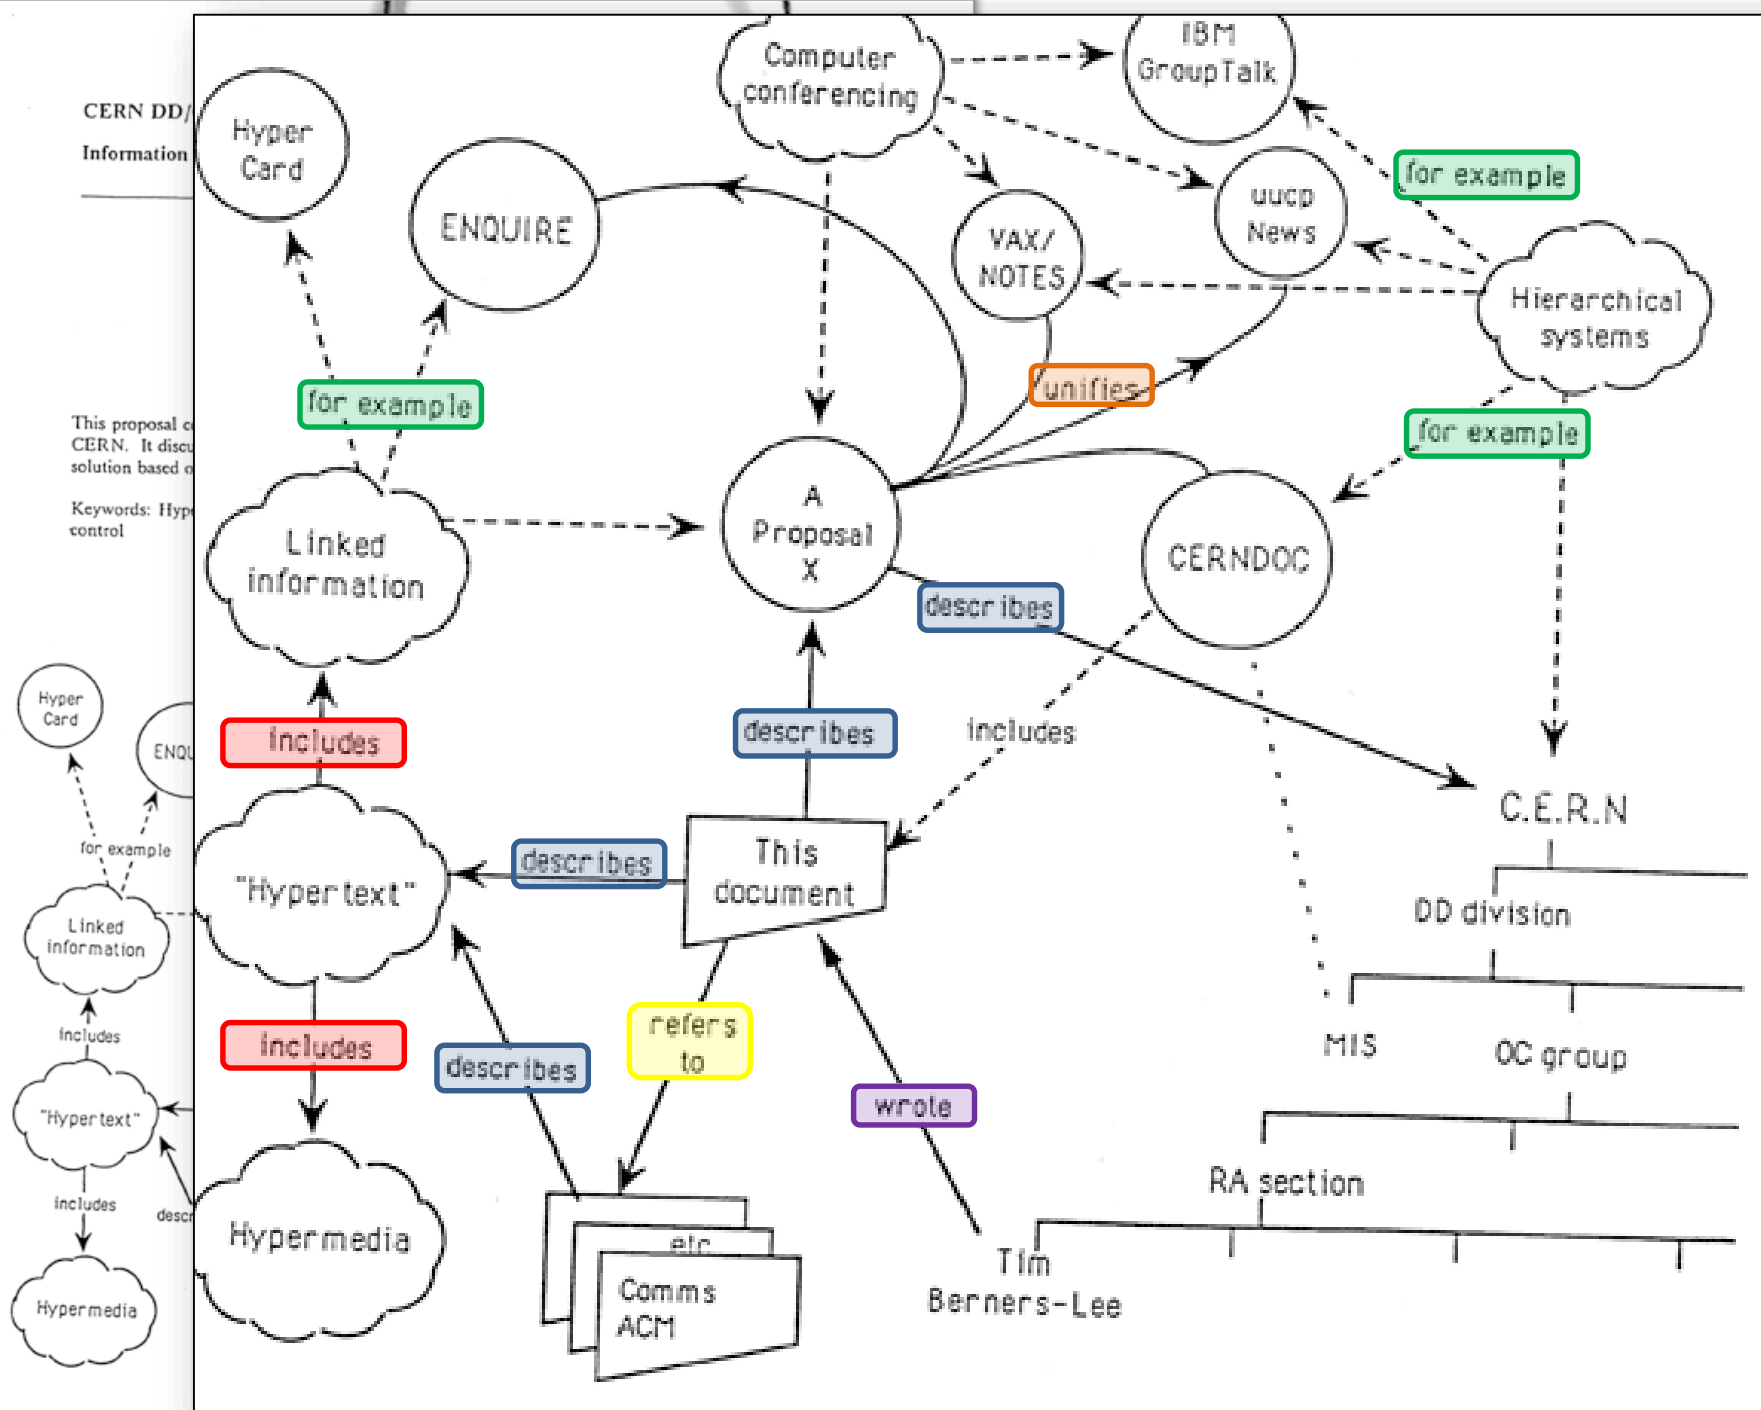 CERN DD/
Information
This proposal
CERN. It
solution based
Keywords:
control
Hyper
Card
for example
Linked
information
includes
"Hypertext"
includes
Hypermedia
Computer
conferencing
IBM
GroupTalk
Hyper
Card
ENQUIRE
VAX/
NOTES
uucp
News
for example
Hierarchical
systems
for example
unifies
for example
Linked
information
A
Proposal
X
CERNDOC
describes
includes
describes
includes
C.E.R.N
"Hypertext"
describes
This
document
DD division
includes
describes
refers
to
wrote
MIS
OC group
RA section
Hypermedia
etc
Comms
ACM
Tim
Berners-Lee